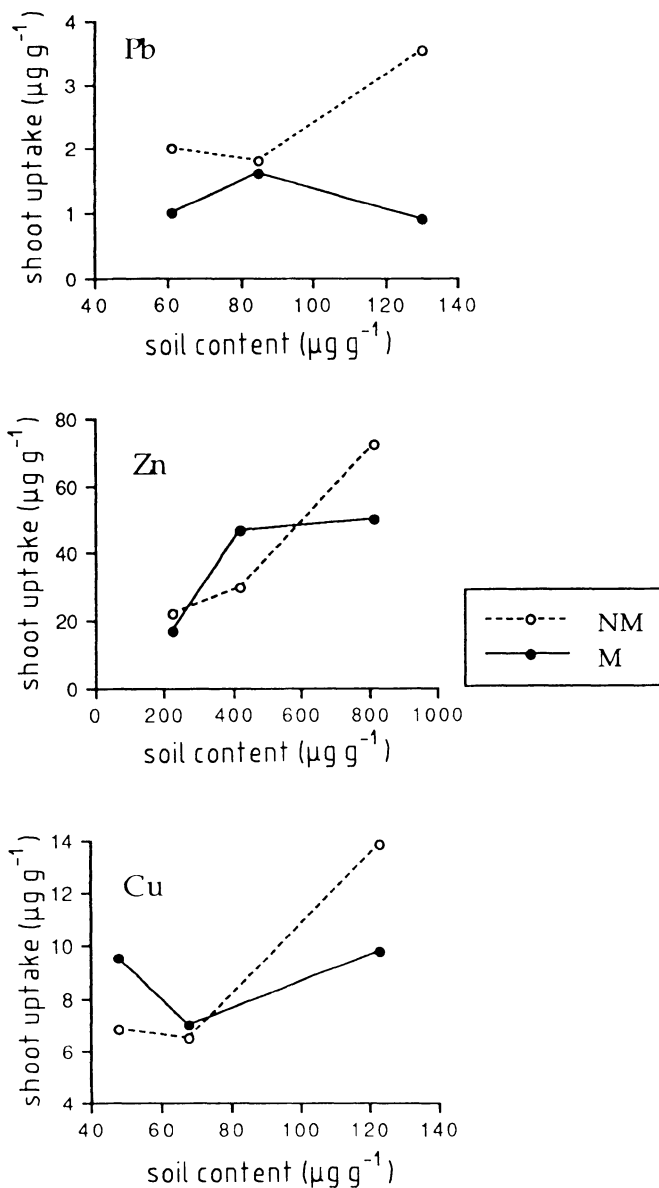 Pb
shoot uptake (µg g⁻¹)
4
3
2
1
0
40 60 80 100 120 140
soil content (µg g⁻¹)
Zn
shoot uptake (µg g⁻¹)
80
60
40
20
0
0 200 400 600 800 1000
soil content (µg g⁻¹)
NM
M
Cu
shoot uptake (µg g⁻¹)
14
12
10
8
6
4
40 60 80 100 120 140
soil content (µg g⁻¹)